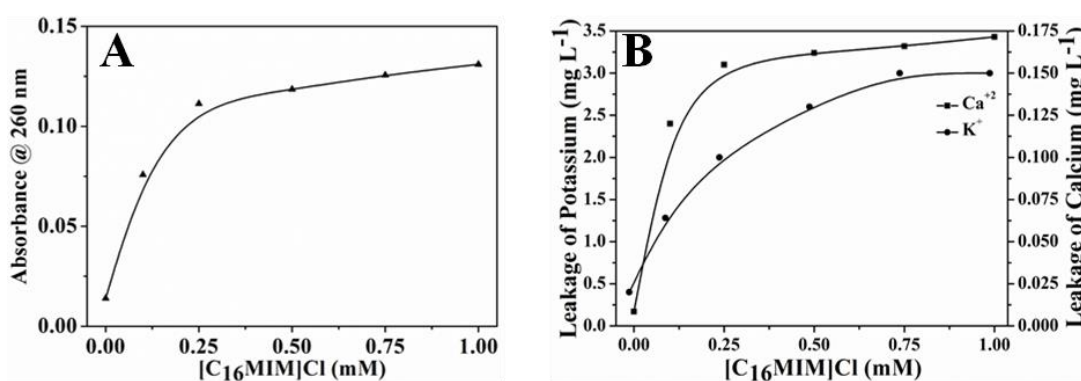 A
Absorbance @ 260 nm
0.15
0.10
0.05
0.00
0.00 0.25 0.50 0.75 1.00
[C₁₆MIM]Cl (mM)
B
Leakage of Potassium (mg L⁻¹)
3.5
3.0
2.5
2.0
1.5
1.0
0.5
0.0
Ca⁺²
K⁺
0.175
0.150
0.125
0.100
0.075
0.050
0.025
0.000
Leakage of Calcium (mg L⁻¹)
0.00 0.25 0.50 0.75 1.00
[C₁₆MIM]Cl (mM)